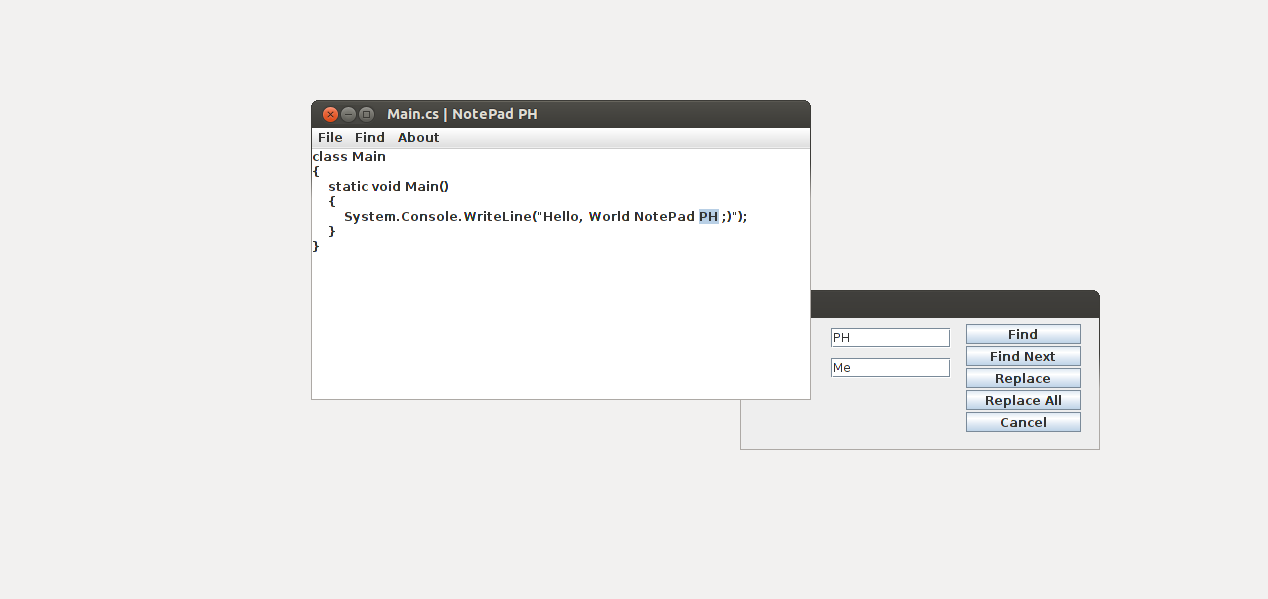 Main.cs | NotePad PH
File Find About
class Main
{
    static void Main()
    {
        System.Console.WriteLine("Hello, World NotePad PH ;)");
    }
}
PH
Me
Find
Find Next
Replace
Replace All
Cancel